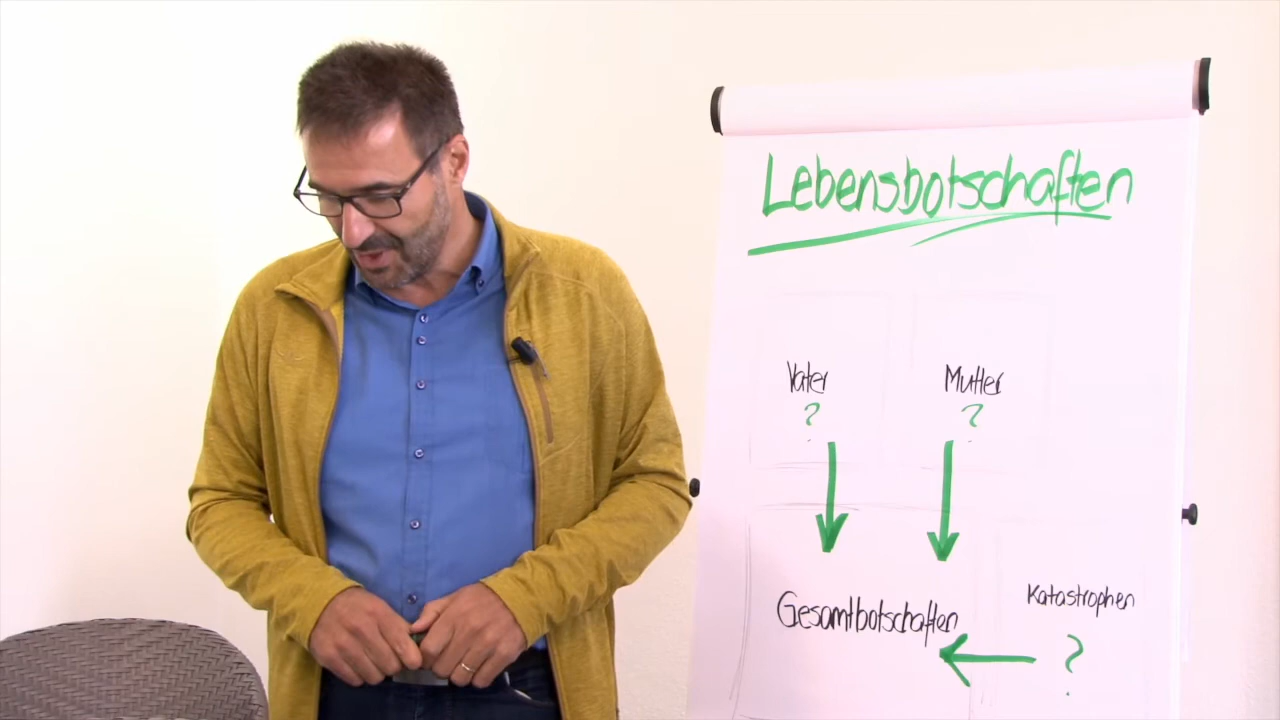 Lebensbotschaften
Vater
Mutter
?
?
Gesamtbotschaften
Katastrophen
?